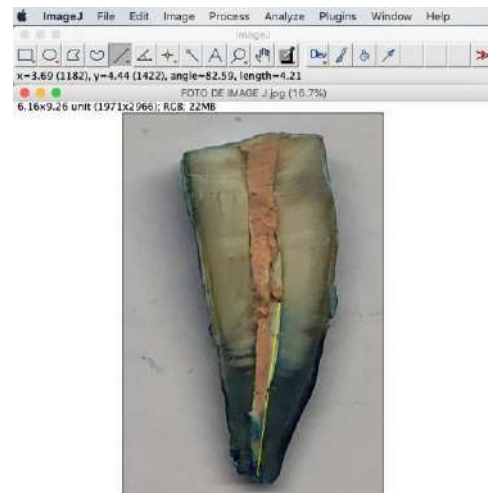 ImageJ File Edit Image Process Analyze Plugins Window Help
ImageJ
Dev
x=3.69 (1182), y=4.44 (1422), angle=82.59, length=4.21
FOTO DE IMAGE J.jpg (16.7%)
6.16x9.26 unit (1971x2966); RGB; 22MB